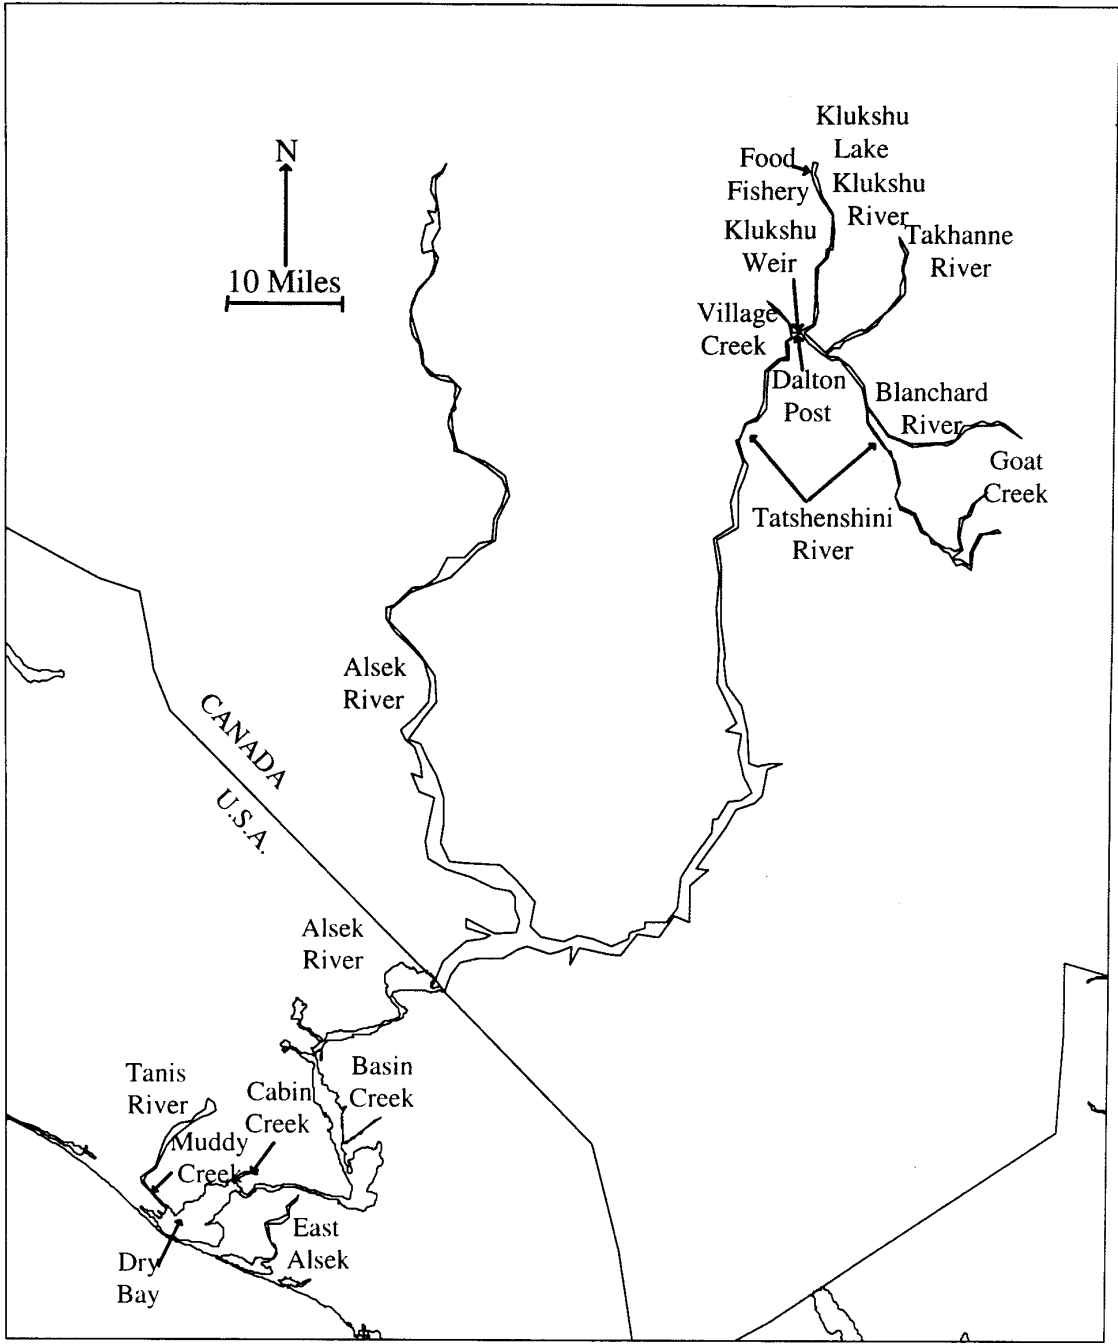 Klukshu
Lake
N
Food
Fishery
Klukshu
River
Klukshu
Weir
Takhanne
River
10 Miles
Village
Creek
Dalton
Post
Blanchard
River
Goat
Creek
Tatshenshini
River
Alsek
River
CANADA
U.S.A.
Alsek
River
Basin
Creek
Tanis
River
Cabin
Creek
Muddy
Creek
East
Alsek
Dry
Bay